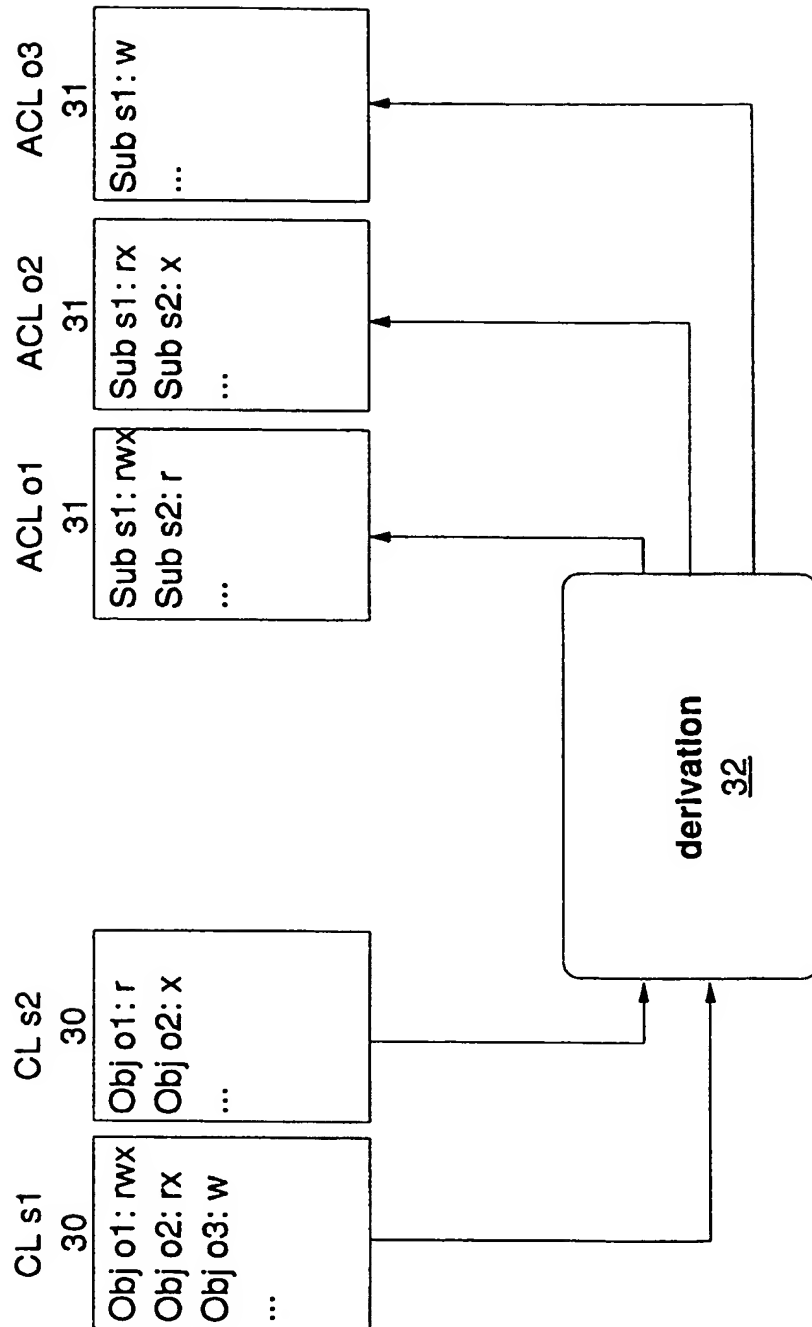 CL s1
30
Obj o1: rwx
Obj o2: rx
Obj o3: w
...
CL s2
30
Obj o1: r
Obj o2: x
...
ACL o1
31
Sub s1: rwx
Sub s2: r
...
ACL o2
31
Sub s1: rx
Sub s2: x
...
ACL o3
31
Sub s1: w
...
derivation
32